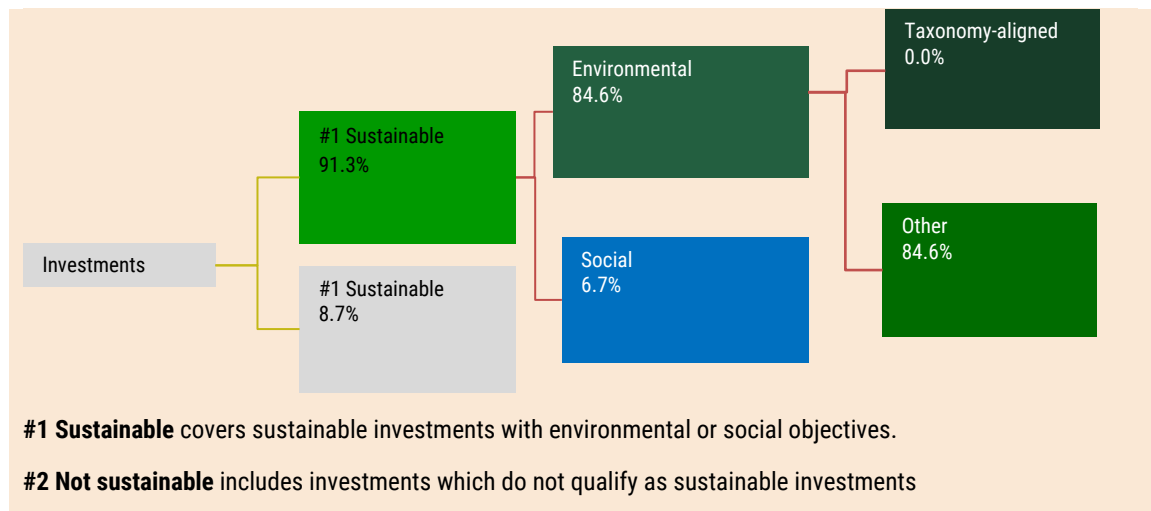 Investments
#1 Sustainable
91.3%
#1 Sustainable
8.7%
Environmental
84.6%
Social
6.7%
Taxonomy-aligned
0.0%
Other
84.6%
#1 Sustainable covers sustainable investments with environmental or social objectives.
#2 Not sustainable includes investments which do not qualify as sustainable investments